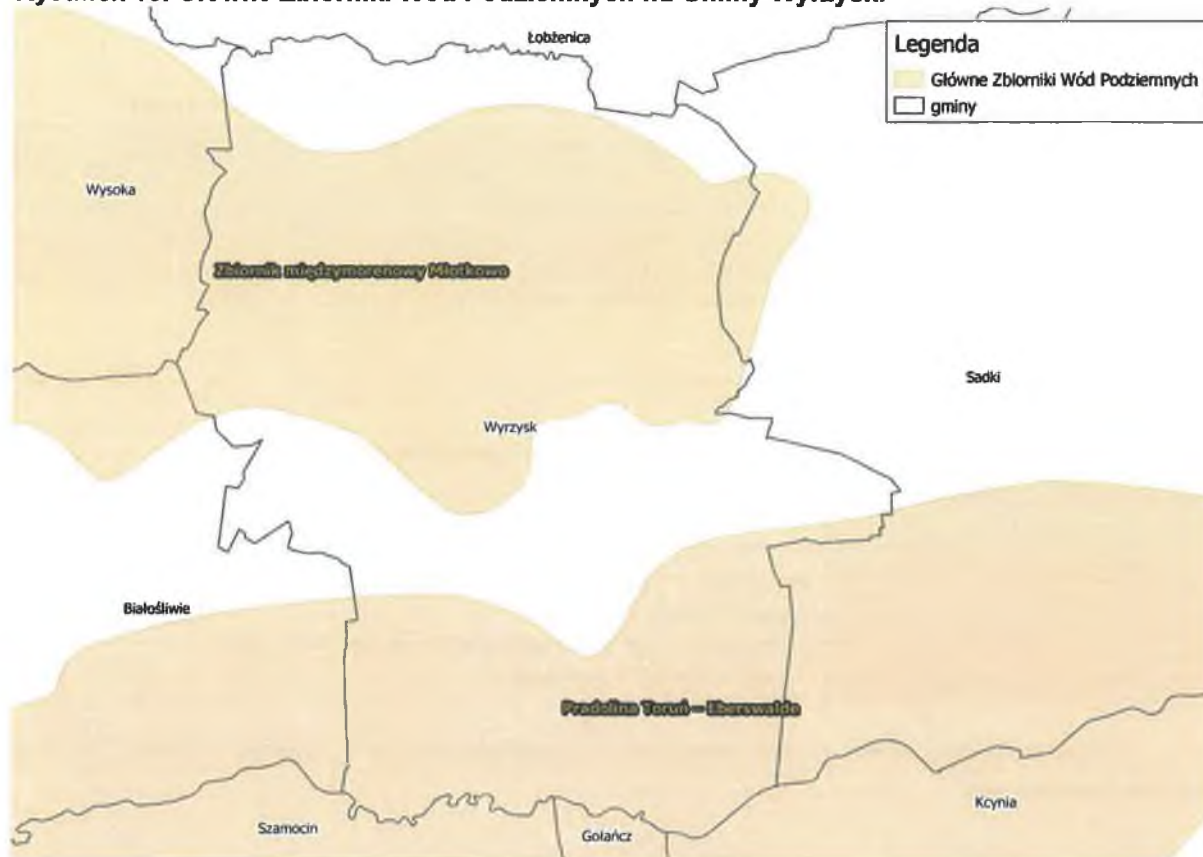 Łobżenica
Legenda
Główne Zbiorniki Wód Podziemnych
gminy
Wysoka
Zbiornik międzymorenowy Młotkowo
Sadki
Wyrzysk
Białośliwie
Pradolina Toruń – Eberswalde
Kcynia
Szamocin
Gołańcz